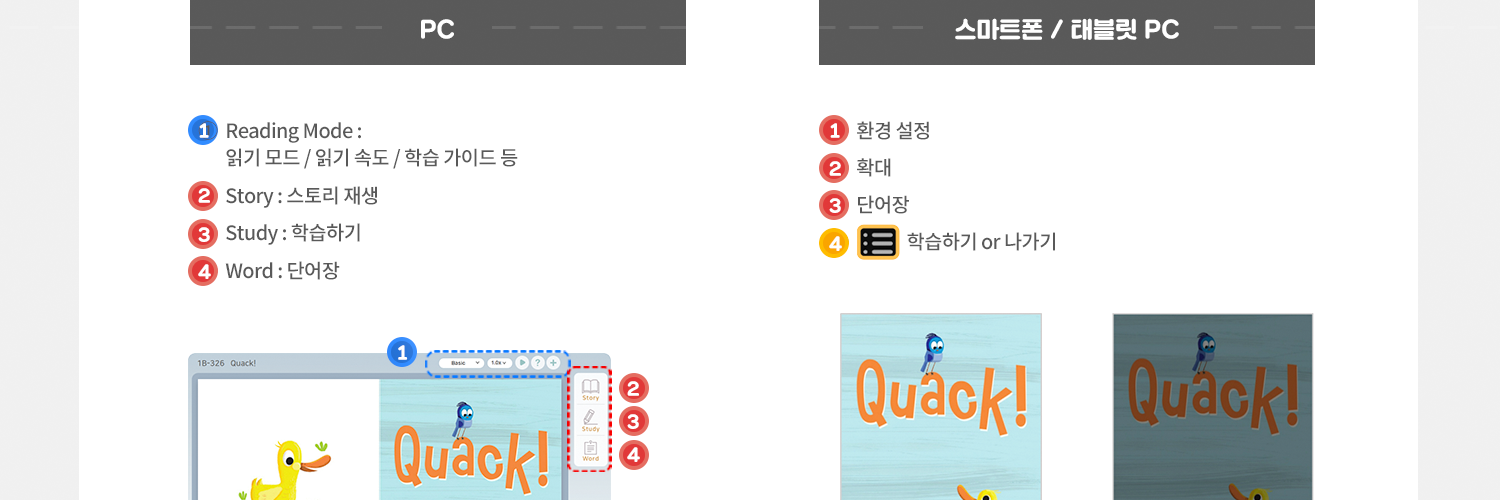 PC
1 Reading Mode :
읽기 모드 / 읽기 속도 / 학습 가이드 등
2 Story : 스토리 재생
3 Study : 학습하기
4 Word : 단어장
1B-326 Quack!
1
Basic 1.0x ?
Story
Study
Word
2
3
4
Quack!
스마트폰 / 태블릿 PC
1 환경 설정
2 확대
3 단어장
4 학습하기 or 나가기
Quack!
Quack!